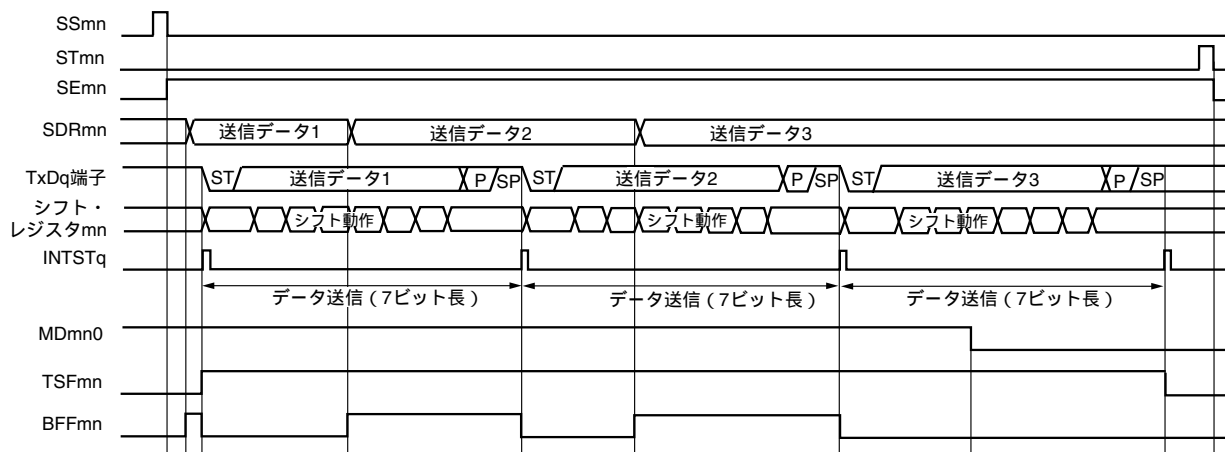 SSmn
STmn
SEmn
SDRmn 送信データ1 送信データ2 送信データ3
TxDq端子 ST 送信データ1 P SP ST 送信データ2 P SP ST 送信データ3 P SP
シフト・
レジスタmn シフト動作 シフト動作 シフト動作
INTSTq
データ送信(7ビット長) データ送信(7ビット長) データ送信(7ビット長)
MDmn0
TSFmn
BFFmn